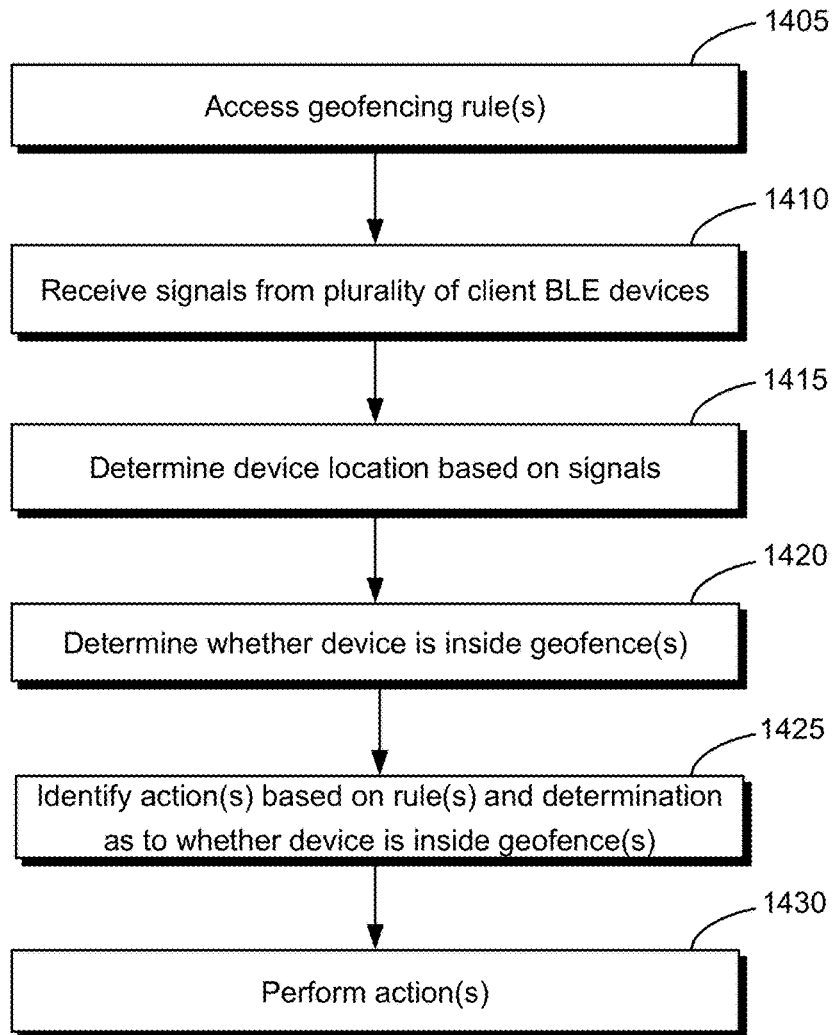 1405
Access geofencing rule(s)
1410
Receive signals from plurality of client BLE devices
1415
Determine device location based on signals
1420
Determine whether device is inside geofence(s)
1425
Identify action(s) based on rule(s) and determination
as to whether device is inside geofence(s)
1430
Perform action(s)